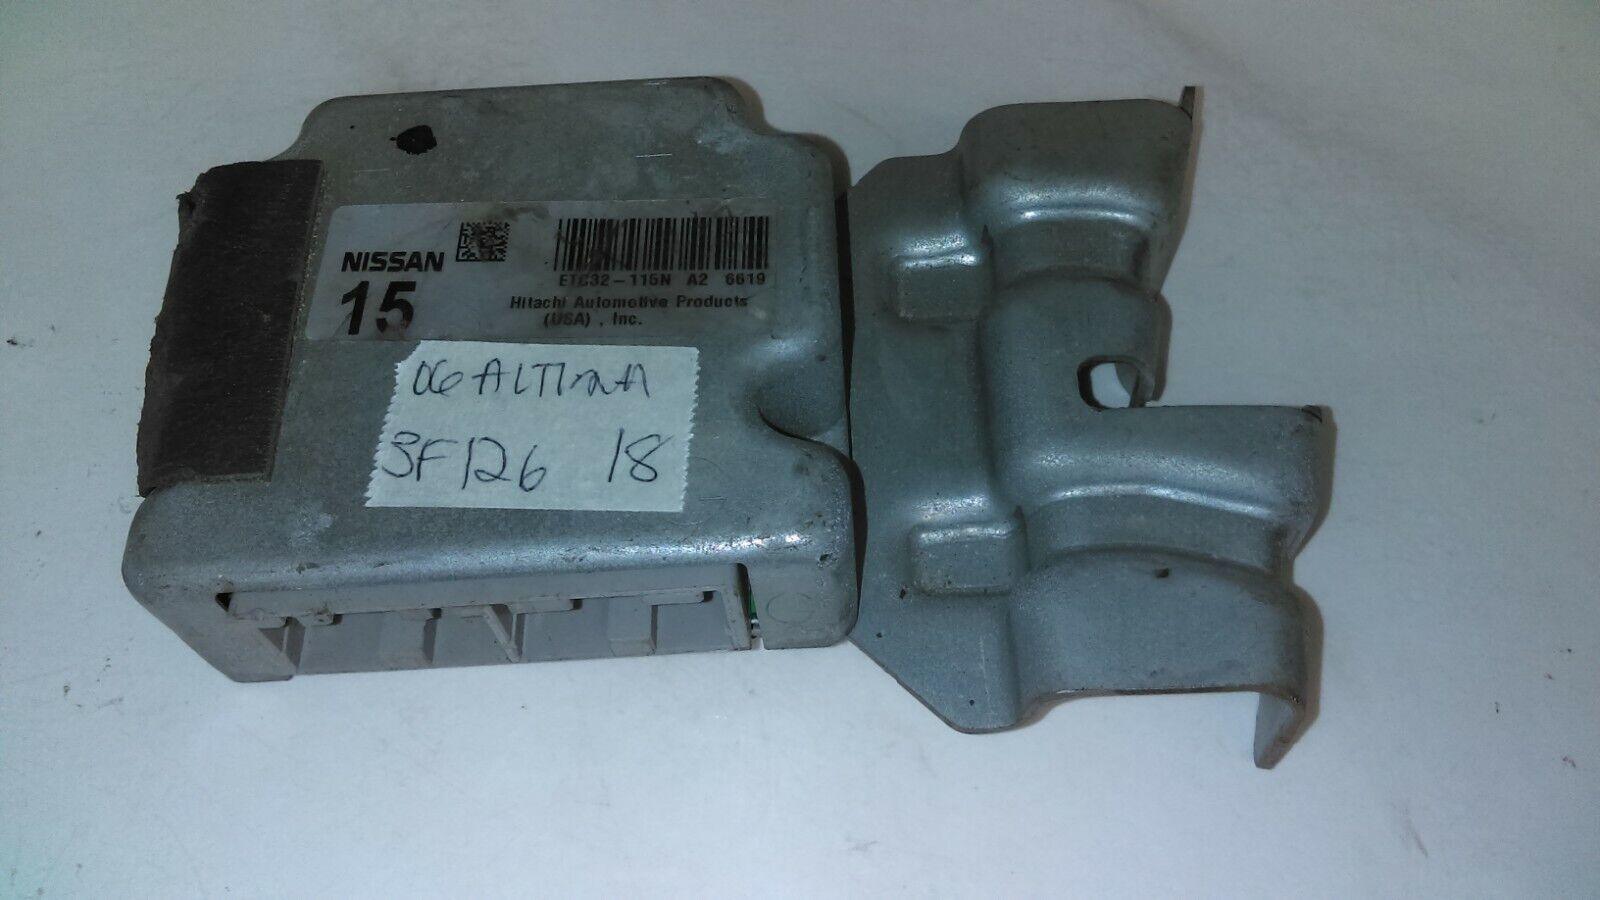 NISSAN
15
ETC32-115N A2 6619
Hitachi Automotive Products
(USA) , Inc.
06 ALTIMA
3F126 18